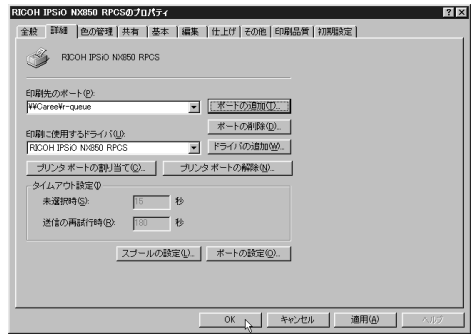 RICOH IPSiO NX850 RPCSのプロパティ
全般 詳細 色の管理 共有 基本 編集 仕上げ その他 印刷品質 初期設定
RICOH IPSiO NX850 RPCS
印刷先のポート(P):
¥¥Caree¥r-queue
ポートの追加(T)...
ポートの削除(D)...
印刷に使用するドライバ(U):
RICOH IPSiO NX850 RPCS
ドライバの追加(W)...
プリンタ ポートの割り当て(C)... プリンタ ポートの解除(N)...
タイムアウト設定
未選択時(S): 15 秒
送信の再試行時(R): 180 秒
スプールの設定(L)... ポートの設定(O)...
OK キャンセル 適用(A) ヘルプ